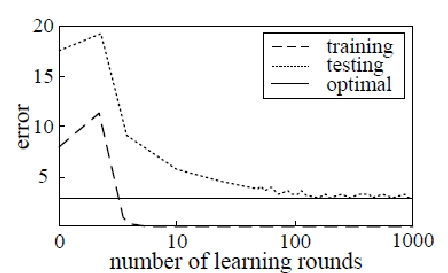 20
15
10
5
error
training
testing
optimal
0 10 100 1000
number of learning rounds